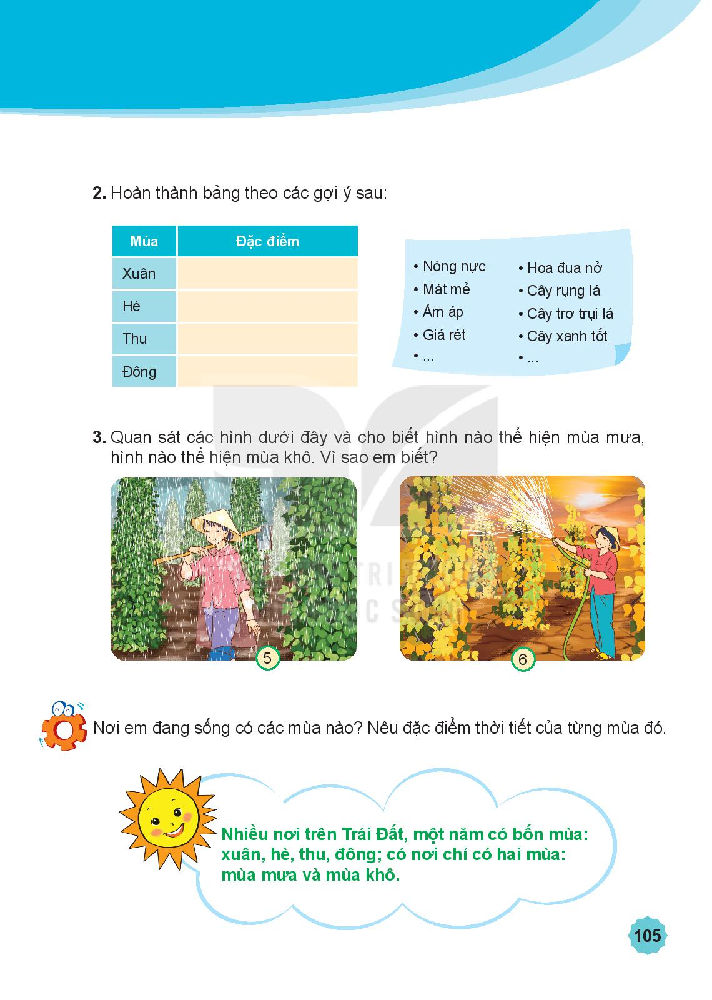 2. Hoàn thành bảng theo các gợi ý sau:
Mùa Đặc điểm
Xuân
Hè
Thu
Đông
• Nóng nực
• Mát mẻ
• Ấm áp
• Giá rét
• ...
• Hoa đua nở
• Cây rụng lá
• Cây trơ trụi lá
• Cây xanh tốt
• ...
3. Quan sát các hình dưới đây và cho biết hình nào thể hiện mùa mưa,
hình nào thể hiện mùa khô. Vì sao em biết?
5
6
Nơi em đang sống có các mùa nào? Nêu đặc điểm thời tiết của từng mùa đó.
Nhiều nơi trên Trái Đất, một năm có bốn mùa:
xuân, hè, thu, đông; có nơi chỉ có hai mùa:
mùa mưa và mùa khô.
105